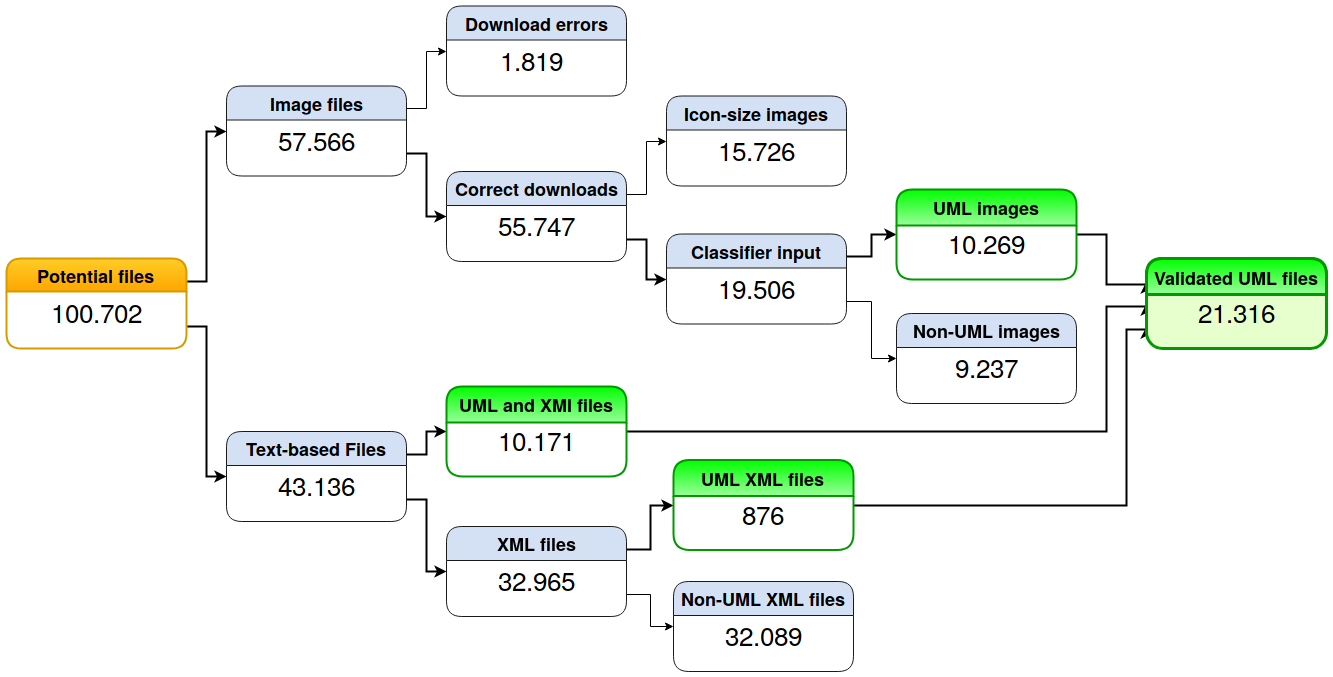 Download errors
1.819
Image files
57.566
Icon-size images
15.726
Correct downloads
55.747
UML images
10.269
Classifier input
19.506
Potential files
100.702
Validated UML files
21.316
Non-UML images
9.237
UML and XMI files
10.171
Text-based Files
43.136
UML XML files
876
XML files
32.965
Non-UML XML files
32.089